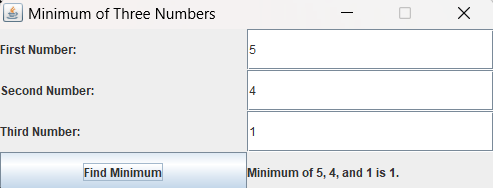 Minimum of Three Numbers
First Number: 5
Second Number: 4
Third Number: 1
Find Minimum Minimum of 5, 4, and 1 is 1.